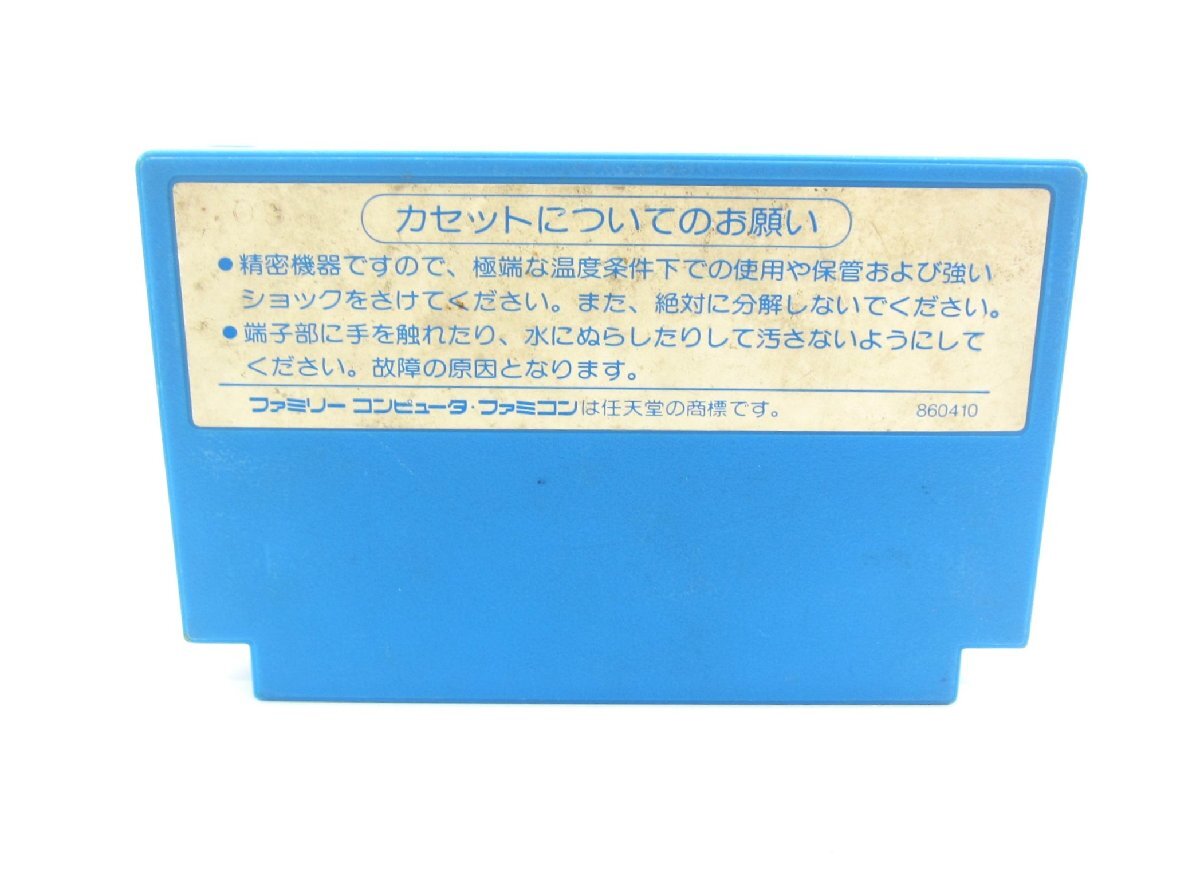 カセットについてのお願い
●精密機器ですので、極端な温度条件下での使用や保管および強い
ショックをさけてください。また、絶対に分解しないでください。
●端子部に手を触れたり、水にぬらしたりして汚さないようにして
ください。故障の原因となります。
ファミリーコンピュータ・ファミコンは任天堂の商標です。 860410